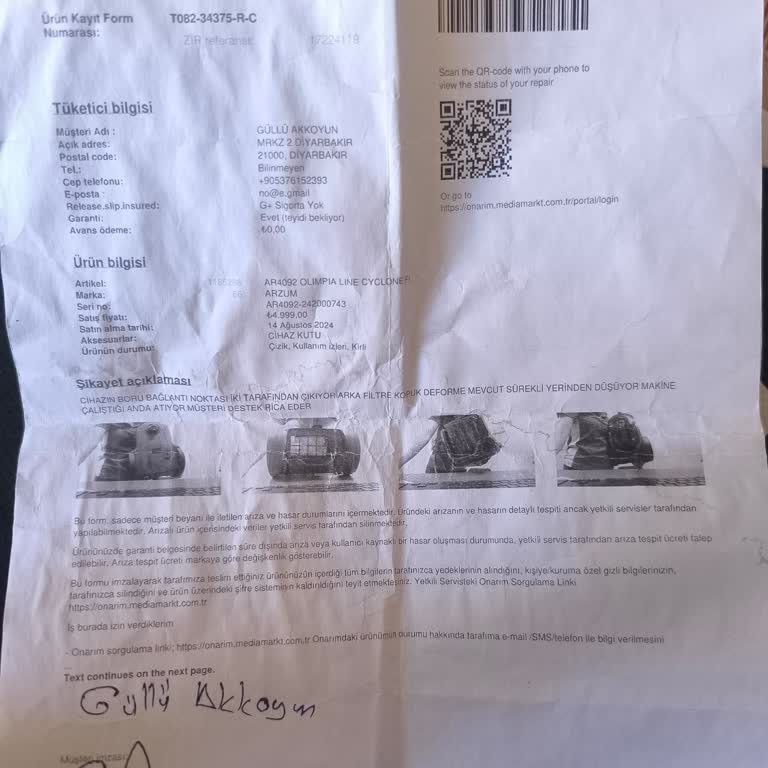 Ürün Kayıt Form T082-34375-R-C
Numarası:
ZIR referans: 17224119
Scan the QR-code with your phone to
view the status of your repair
Or go to
https://onarim.mediamarkt.com.tr/portal/login
Tüketici bilgisi
Müşteri Adı : GÜLLÜ AKKOYUN
Açık adres: MRKZ 2 DİYARBAKIR
Postal code: 21000, DİYARBAKIR
Tel.: Bilinmeyen
Cep telefonu: +905376152393
E-posta : no@e.gmail
Release.slip.insured: G+ Sigorta Yok
Garanti: Evet (teyidi bekliyor)
Avans ödeme: ₺0,00
Ürün bilgisi
Artikel: AR4092 OLIMPIA LINE CYCLONER
Marka: ARZUM
Seri no: AR4092-242000743
Satış fiyatı: ₺4.999,00
Satın alma tarihi: 14 Ağustos 2024
Aksesuarlar: CİHAZ KUTU
Ürünün durumu: Çizik, Kullanım izleri, Kirli
Şikayet açıklaması
CİHAZIN BORU BAĞLANTI NOKTASI İKİ TARAFINDAN ÇIKIYOR ARKA FİLTRE KOPUK DEFORME MEVCUT SÜREKLİ YERİNDEN DÜŞÜYOR MAKİNE
ÇALIŞTIĞI ANDA ATIYOR MÜŞTERİ DESTEK RİCA EDER
Bu form, sadece müşteri beyanı ile iletilen arıza ve hasar durumlarını içermektedir. Üründeki arızanın ve hasarın detaylı tespiti ancak yetkili servisler tarafından
yapılabilmektedir. Arızalı ürün içerisindeki veriler yetkili servis tarafından silinmektedir.
Ürününüzde garanti belgesinde belirtilen süre dışında arıza veya kullanıcı kaynaklı bir hasar oluşması durumunda, yetkili servis tarafından arıza tespit ücreti talep
edilebilir. Arıza tespit ücreti markaya göre değişkenlik gösterebilir.
Bu formu imzalayarak tarafımıza teslim ettiğiniz ürününüzün içerdiği tüm bilgilerin tarafınızca yedeklerinin alındığını, kişiye/kuruma özel gizli bilgilerinizin,
tarafınızca silindiğini ve ürün üzerindeki şifre sisteminin kaldırıldığını teyit etmektesiniz. Yetkili Servisteki Onarım Sorgulama Linki
https://onarim.mediamarkt.com.tr
İş burada izin verdiklerim
- Onarım sorgulama linki; https://onarim.mediamarkt.com.tr Onarımdaki ürünümün durumu hakkında tarafıma e-mail /SMS/telefon ile bilgi verilmesini
Text continues on the next page.
Güllü Akkoyun
Müşteri imzası